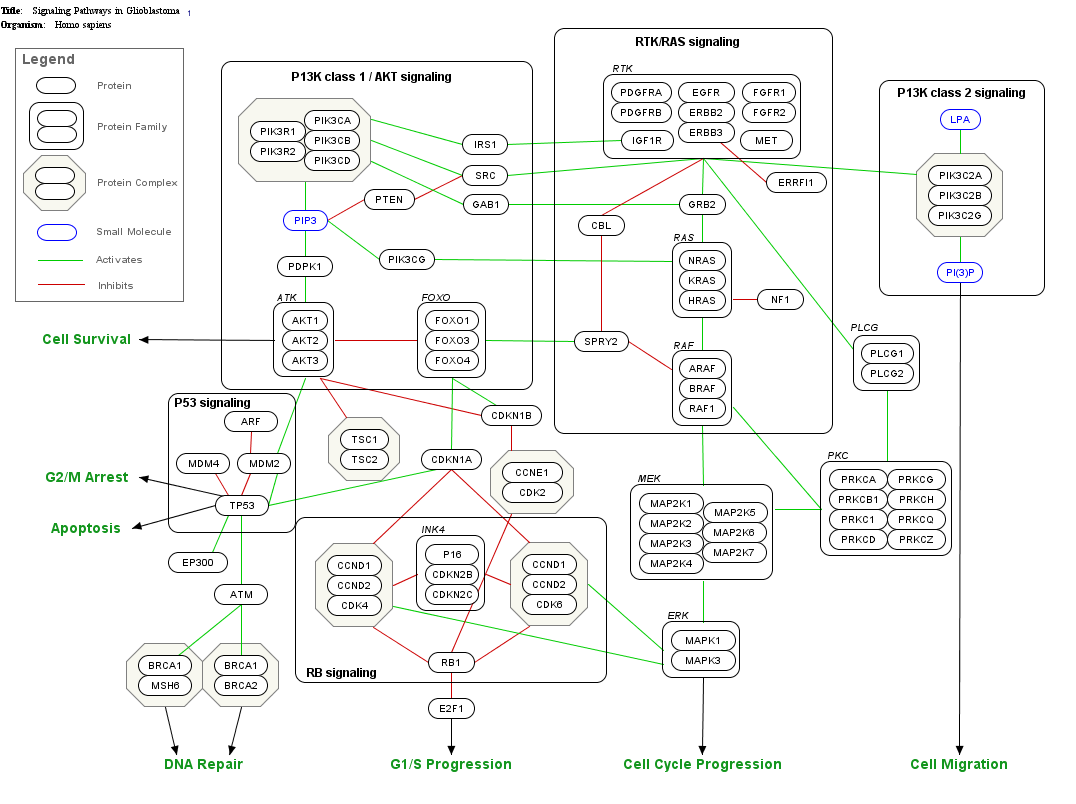 Title: Signaling Pathways in Glioblastoma 1
Organism: Homo sapiens
Legend
Protein
Protein Family
Protein Complex
Small Molecule
Activates
Inhibits
P13K class 1 / AKT signaling
PIK3R1
PIK3R2
PIK3CA
PIK3CB
PIK3CD
IRS1
SRC
GAB1
PTEN
PIP3
PIK3CG
PDPK1
ATK
AKT1
AKT2
AKT3
FOXO
FOXO1
FOXO3
FOXO4
RTK/RAS signaling
RTK
PDGFRA
PDGFRB
IGF1R
EGFR
ERBB2
ERBB3
FGFR1
FGFR2
MET
ERRFI1
CBL
GRB2
RAS
NRAS
KRAS
HRAS
NF1
SPRY2
RAF
ARAF
BRAF
RAF1
P13K class 2 signaling
LPA
PIK3C2A
PIK3C2B
PIK3C2G
PI(3)P
PLCG
PLCG1
PLCG2
PKC
PRKCA
PRKCB1
PRKC1
PRKCD
PRKCG
PRKCH
PRKCQ
PRKCZ
Cell Survival
P53 signaling
ARF
MDM4
MDM2
TP53
G2/M Arrest
Apoptosis
EP300
ATM
BRCA1
MSH6
BRCA1
BRCA2
DNA Repair
TSC1
TSC2
CDKN1B
CDKN1A
CCNE1
CDK2
INK4
P16
CDKN2B
CDKN2C
CCND1
CCND2
CDK4
CCND1
CCND2
CDK6
RB1
RB signaling
E2F1
G1/S Progression
MEK
MAP2K1
MAP2K2
MAP2K3
MAP2K4
MAP2K5
MAP2K6
MAP2K7
ERK
MAPK1
MAPK3
Cell Cycle Progression
Cell Migration